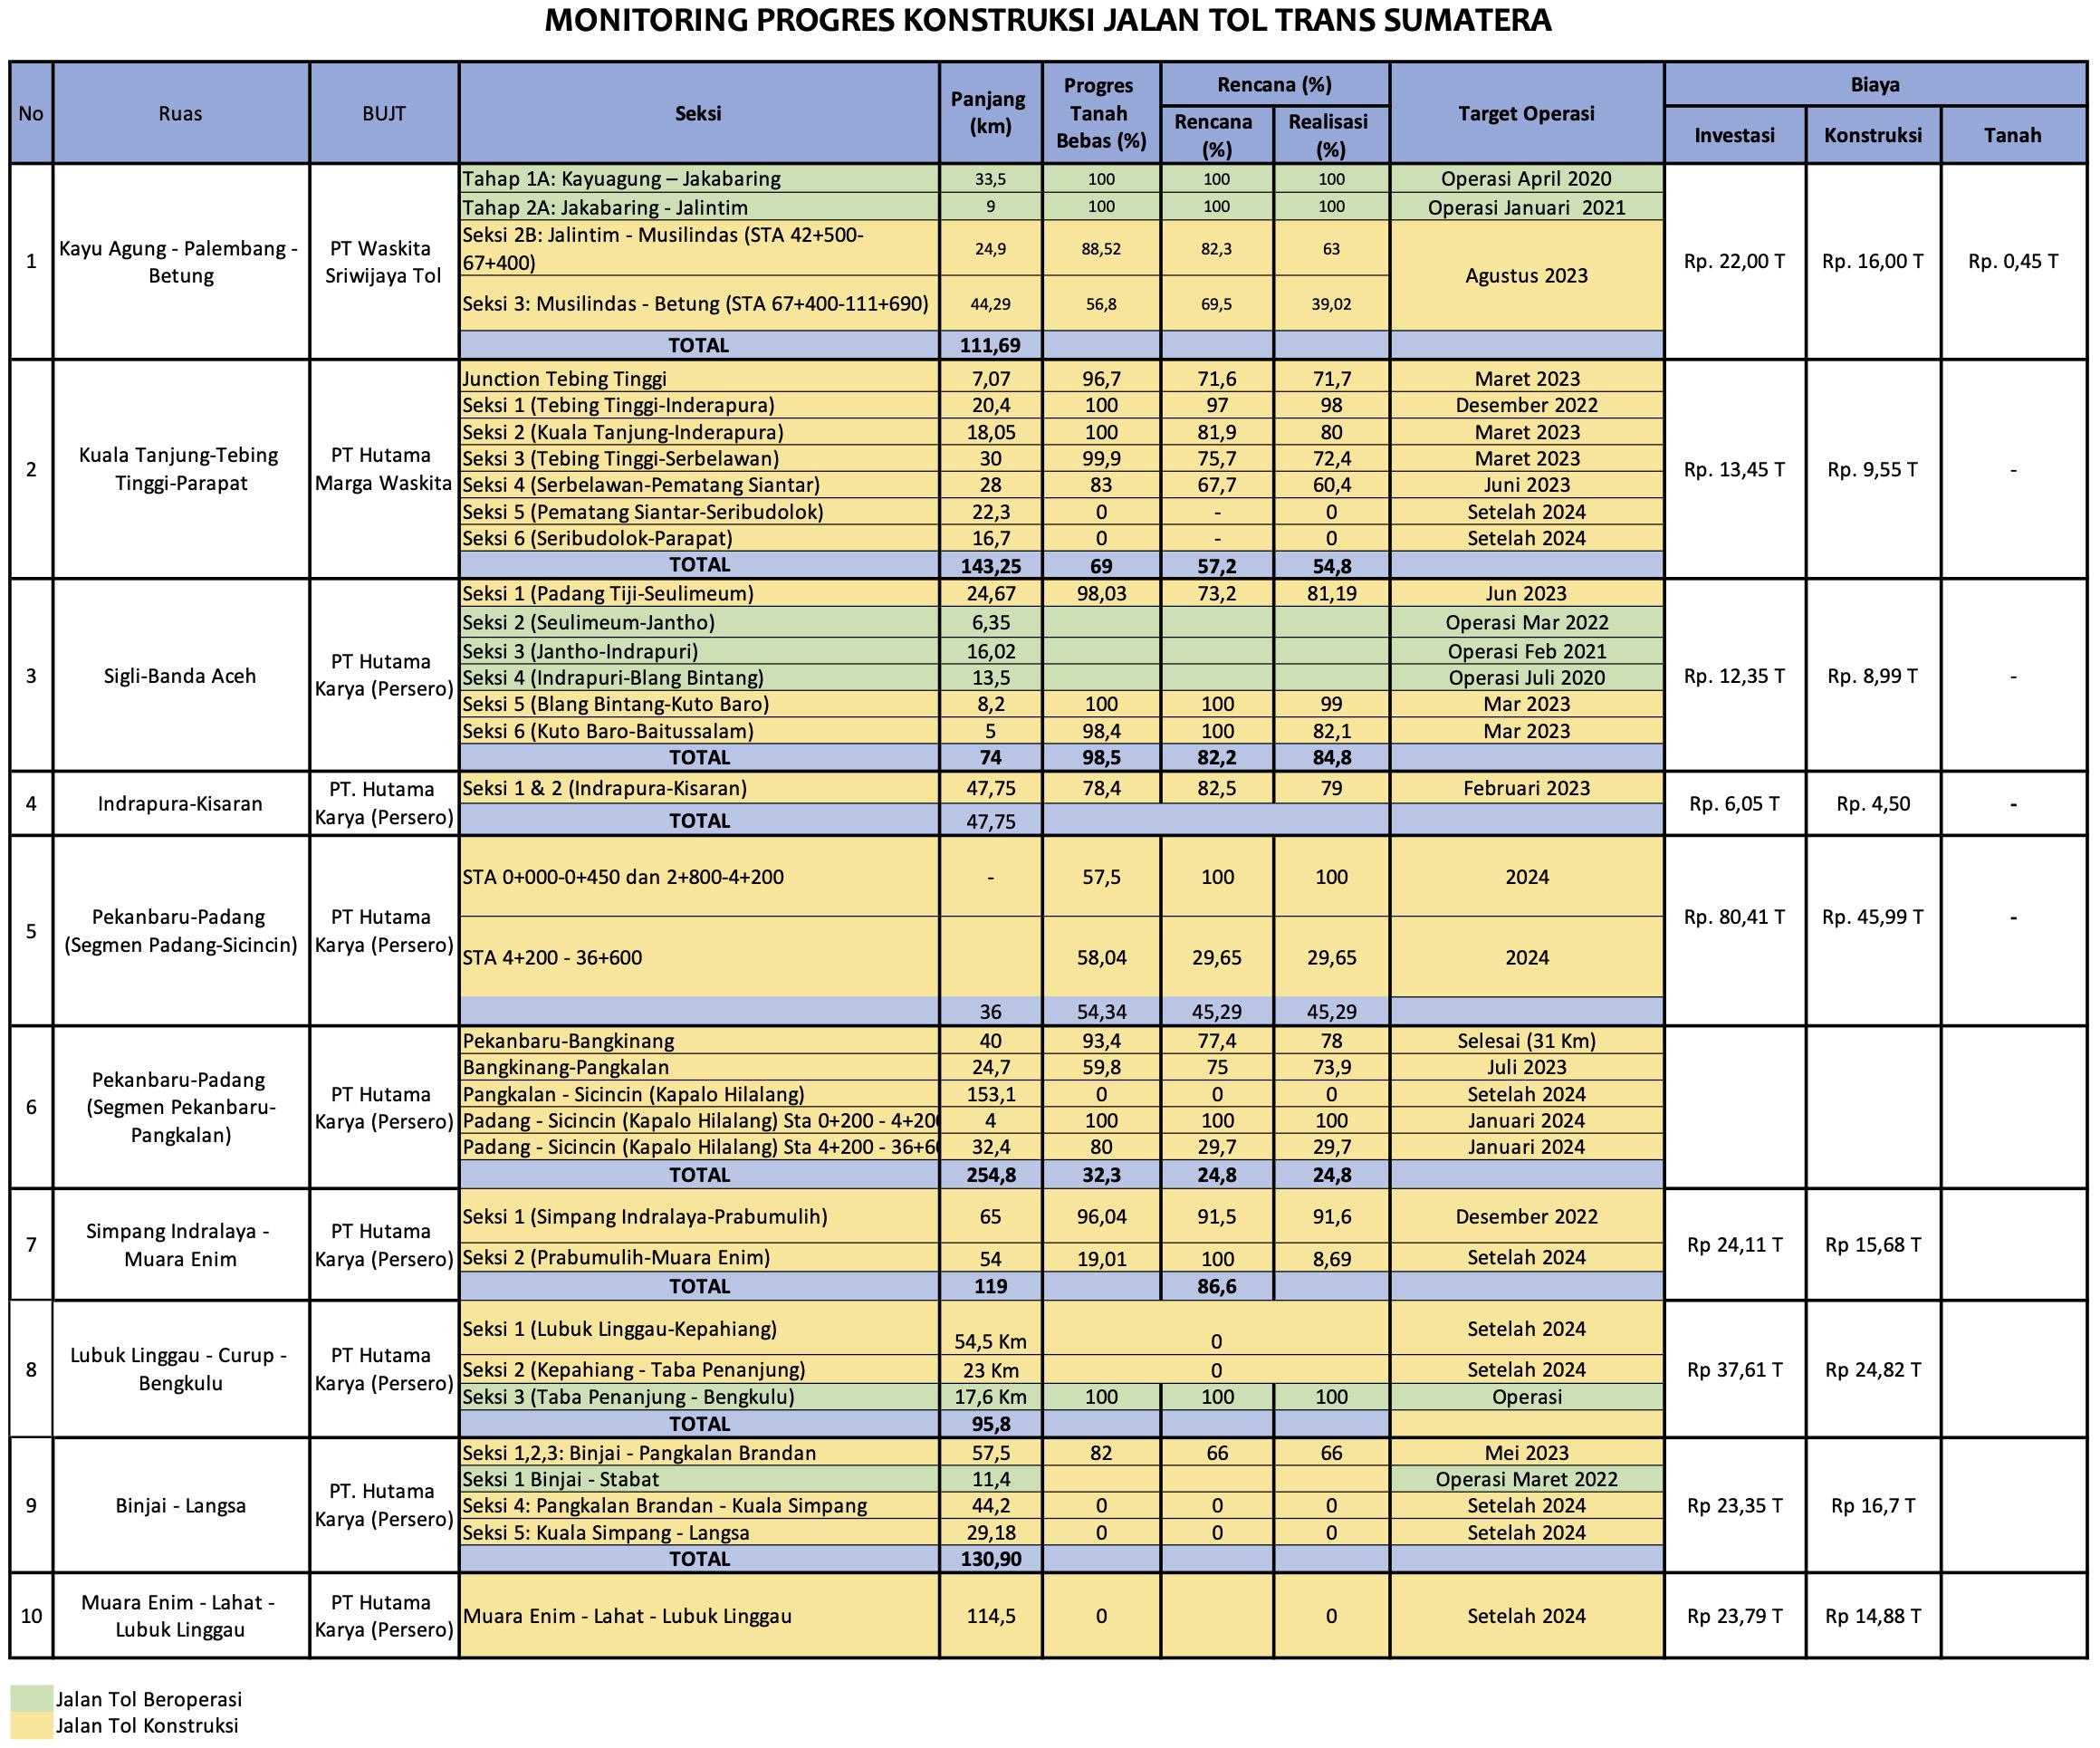 MONITORING PROGRES KONSTRUKSI JALAN TOL TRANS SUMATERA
No Ruas BUJT Seksi Panjang (km) Progres Tanah Bebas (%) Rencana (%) Target Operasi Biaya
Rencana (%) Realisasi (%) Investasi Konstruksi Tanah
1 Kayu Agung - Palembang - Betung PT Waskita Sriwijaya Tol Rp. 22,00 T Rp. 16,00 T Rp. 0,45 T
Tahap 1A: Kayuagung – Jakabaring 33,5 100 100 100 Operasi April 2020
Tahap 2A: Jakabaring - Jalintim 9 100 100 100 Operasi Januari 2021
Seksi 2B: Jalintim - Musilindas (STA 42+500-
67+400) 24,9 88,52 82,3 63 Agustus 2023
Seksi 3: Musilindas - Betung (STA 67+400-111+690) 44,29 56,8 69,5 39,02
TOTAL 111,69
2 Kuala Tanjung-Tebing Tinggi-Parapat PT Hutama Marga Waskita Rp. 13,45 T Rp. 9,55 T -
Junction Tebing Tinggi 7,07 96,7 71,6 71,7 Maret 2023
Seksi 1 (Tebing Tinggi-Inderapura) 20,4 100 97 98 Desember 2022
Seksi 2 (Kuala Tanjung-Inderapura) 18,05 100 81,9 80 Maret 2023
Seksi 3 (Tebing Tinggi-Serbelawan) 30 99,9 75,7 72,4 Maret 2023
Seksi 4 (Serbelawan-Pematang Siantar) 28 83 67,7 60,4 Juni 2023
Seksi 5 (Pematang Siantar-Seribudolok) 22,3 0 - 0 Setelah 2024
Seksi 6 (Seribudolok-Parapat) 16,7 0 - 0 Setelah 2024
TOTAL 143,25 69 57,2 54,8
3 Sigli-Banda Aceh PT Hutama Karya (Persero) Rp. 12,35 T Rp. 8,99 T -
Seksi 1 (Padang Tiji-Seulimeum) 24,67 98,03 73,2 81,19 Jun 2023
Seksi 2 (Seulimeum-Jantho) 6,35 Operasi Mar 2022
Seksi 3 (Jantho-Indrapuri) 16,02 Operasi Feb 2021
Seksi 4 (Indrapuri-Blang Bintang) 13,5 Operasi Juli 2020
Seksi 5 (Blang Bintang-Kuto Baro) 8,2 100 100 99 Mar 2023
Seksi 6 (Kuto Baro-Baitussalam) 5 98,4 100 82,1 Mar 2023
TOTAL 74 98,5 82,2 84,8
4 Indrapura-Kisaran PT. Hutama Karya (Persero) Rp. 6,05 T Rp. 4,50 -
Seksi 1 & 2 (Indrapura-Kisaran) 47,75 78,4 82,5 79 Februari 2023
TOTAL 47,75
5 Pekanbaru-Padang (Segmen Padang-Sicincin) PT Hutama Karya (Persero) Rp. 80,41 T Rp. 45,99 T -
STA 0+000-0+450 dan 2+800-4+200 - 57,5 100 100 2024
STA 4+200 - 36+600 58,04 29,65 29,65 2024
36 54,34 45,29 45,29
6 Pekanbaru-Padang (Segmen Pekanbaru-Pangkalan) PT Hutama Karya (Persero)
Pekanbaru-Bangkinang 40 93,4 77,4 78 Selesai (31 Km)
Bangkinang-Pangkalan 24,7 59,8 75 73,9 Juli 2023
Pangkalan - Sicincin (Kapalo Hilalang) 153,1 0 0 0 Setelah 2024
Padang - Sicincin (Kapalo Hilalang) Sta 0+200 - 4+20 4 100 100 100 Januari 2024
Padang - Sicincin (Kapalo Hilalang) Sta 4+200 - 36+6 32,4 80 29,7 29,7 Januari 2024
TOTAL 254,8 32,3 24,8 24,8
7 Simpang Indralaya - Muara Enim PT Hutama Karya (Persero) Rp 24,11 T Rp 15,68 T
Seksi 1 (Simpang Indralaya-Prabumulih) 65 96,04 91,5 91,6 Desember 2022
Seksi 2 (Prabumulih-Muara Enim) 54 19,01 100 8,69 Setelah 2024
TOTAL 119 86,6
8 Lubuk Linggau - Curup - Bengkulu PT Hutama Karya (Persero) Rp 37,61 T Rp 24,82 T
Seksi 1 (Lubuk Linggau-Kepahiang) 54,5 Km 0 Setelah 2024
Seksi 2 (Kepahiang - Taba Penanjung) 23 Km 0 Setelah 2024
Seksi 3 (Taba Penanjung - Bengkulu) 17,6 Km 100 100 100 Operasi
TOTAL 95,8
9 Binjai - Langsa PT. Hutama Karya (Persero) Rp 23,35 T Rp 16,7 T
Seksi 1,2,3: Binjai - Pangkalan Brandan 57,5 82 66 66 Mei 2023
Seksi 1 Binjai - Stabat 11,4 Operasi Maret 2022
Seksi 4: Pangkalan Brandan - Kuala Simpang 44,2 0 0 0 Setelah 2024
Seksi 5: Kuala Simpang - Langsa 29,18 0 0 0 Setelah 2024
TOTAL 130,90
10 Muara Enim - Lahat - Lubuk Linggau PT Hutama Karya (Persero) Muara Enim - Lahat - Lubuk Linggau 114,5 0 0 Setelah 2024 Rp 23,79 T Rp 14,88 T
Jalan Tol Beroperasi
Jalan Tol Konstruksi